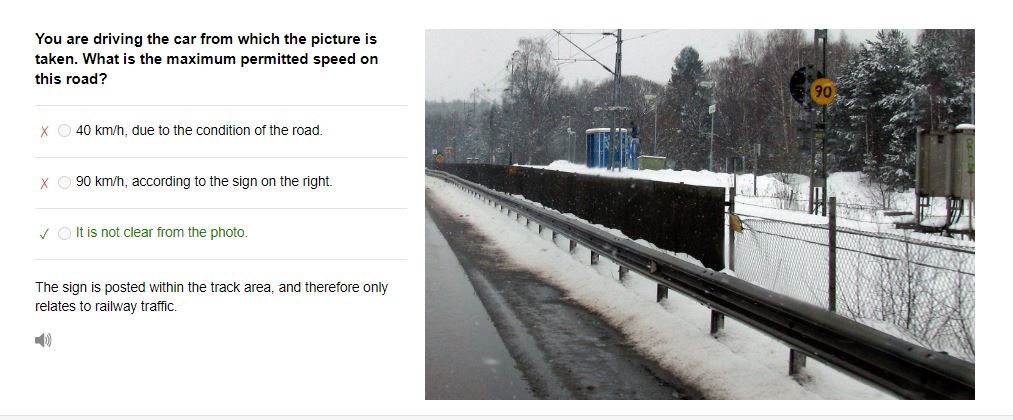 You are driving the car from which the picture is
taken. What is the maximum permitted speed on
this road?
40 km/h, due to the condition of the road.
90 km/h, according to the sign on the right.
It is not clear from the photo.
The sign is posted within the track area, and therefore only
relates to railway traffic.
90